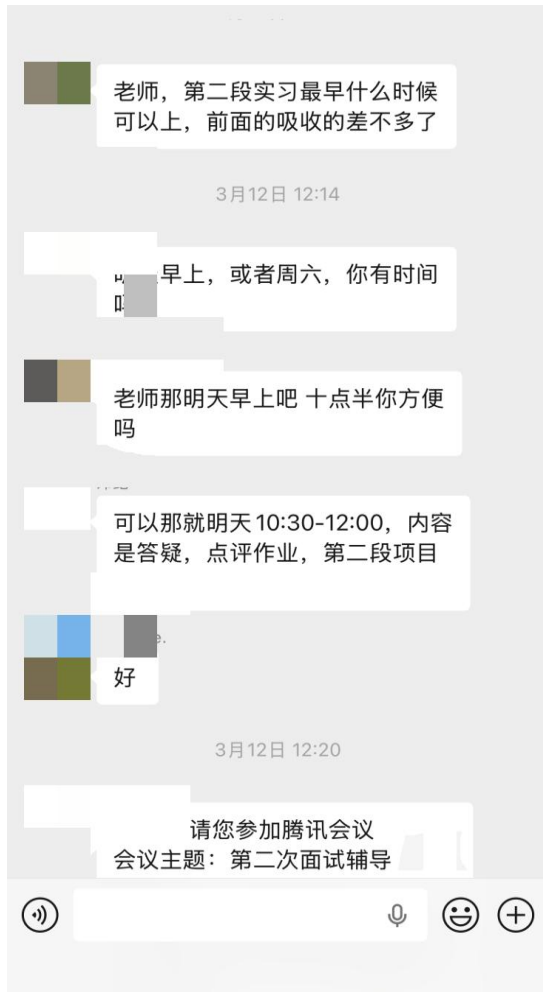 老师，第二段实习最早什么时候
可以上，前面的吸收的差不多了
3月12日 12:14
早上，或者周六，你有时间
老师那明天早上吧 十点半你方便
吗
可以那就明天10:30-12:00，内容
是答疑，点评作业，第二段项目
好
3月12日 12:20
请您参加腾讯会议
会议主题：第二次面试辅导